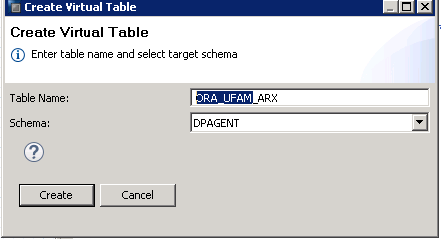 Create Virtual Table
Create Virtual Table
Enter table name and select target schema
Table Name: ORA_UFAM_ARX
Schema: DPAGENT
Create Cancel